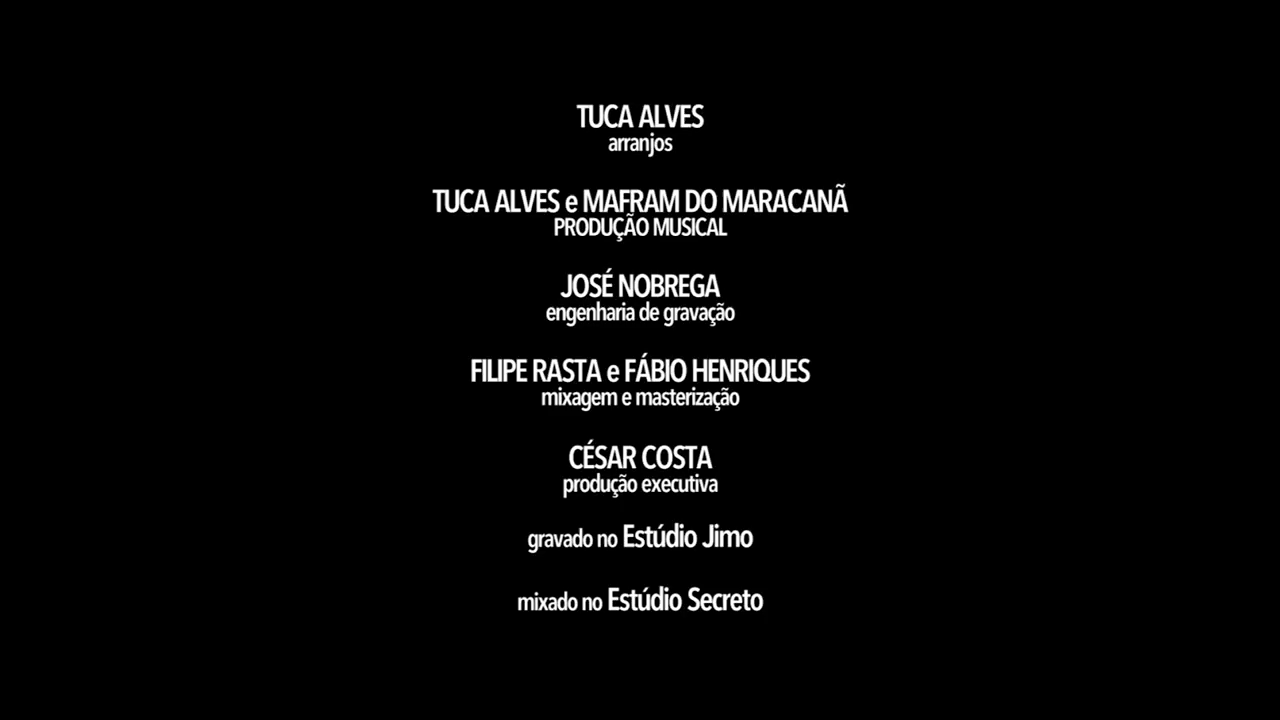 TUCA ALVES
arranjos
TUCA ALVES e MAFRAM DO MARACANÃ
PRODUÇÃO MUSICAL
JOSÉ NOBREGA
engenharia de gravação
FILIPE RASTA e FÁBIO HENRIQUES
mixagem e masterização
CÉSAR COSTA
produção executiva
gravado no Estúdio Jimo
mixado no Estúdio Secreto